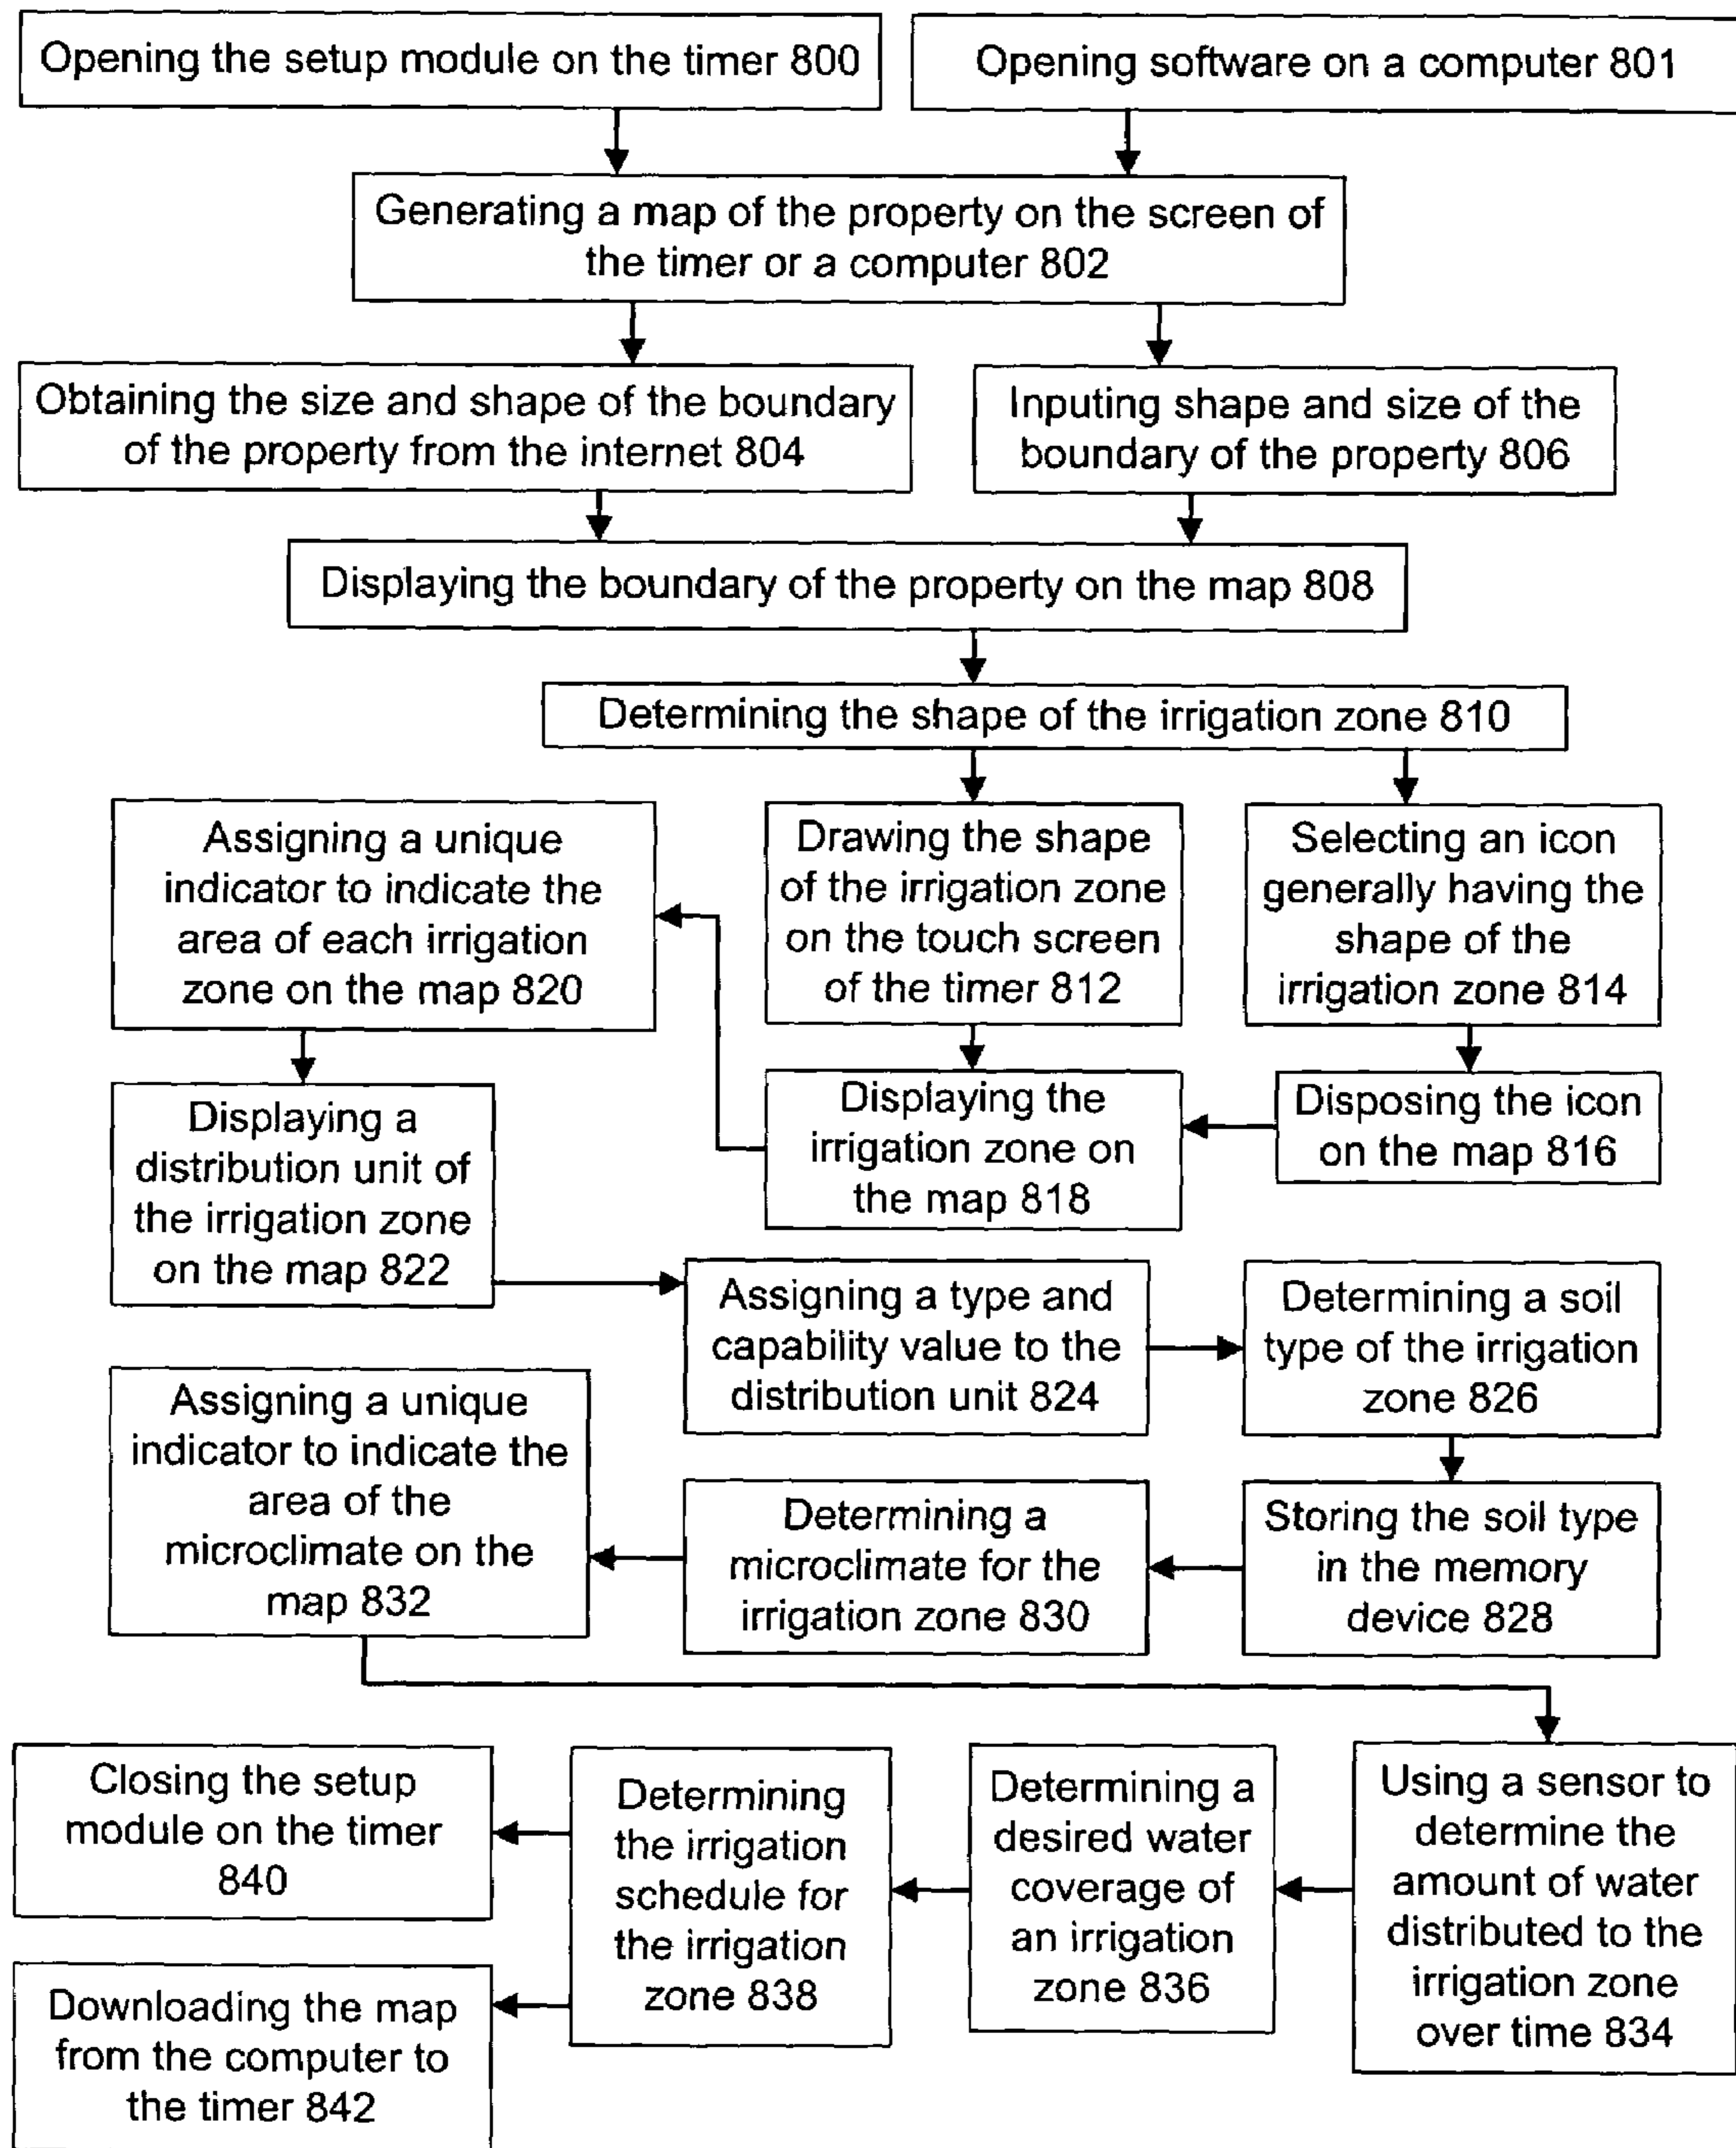 Opening the setup module on the timer 800
Opening software on a computer 801
Generating a map of the property on the screen of
the timer or a computer 802
Obtaining the size and shape of the boundary
of the property from the internet 804
Inputing shape and size of the
boundary of the property 806
Displaying the boundary of the property on the map 808
Determining the shape of the irrigation zone 810
Drawing the shape
of the irrigation zone
on the touch screen
of the timer 812
Selecting an icon
generally having the
shape of the
irrigation zone 814
Disposing the icon
on the map 816
Displaying the
irrigation zone on
the map 818
Assigning a unique
indicator to indicate the
area of each irrigation
zone on the map 820
Displaying a
distribution unit of
the irrigation zone
on the map 822
Assigning a type and
capability value to the
distribution unit 824
Determining a soil
type of the irrigation
zone 826
Storing the soil type
in the memory
device 828
Determining a
microclimate for the
irrigation zone 830
Assigning a unique
indicator to indicate the
area of the
microclimate on the
map 832
Using a sensor to
determine the
amount of water
distributed to the
irrigation zone
over time 834
Determining a
desired water
coverage of
an irrigation
zone 836
Determining
the irrigation
schedule for
the irrigation
zone 838
Closing the setup
module on the timer
840
Downloading the map
from the computer to
the timer 842